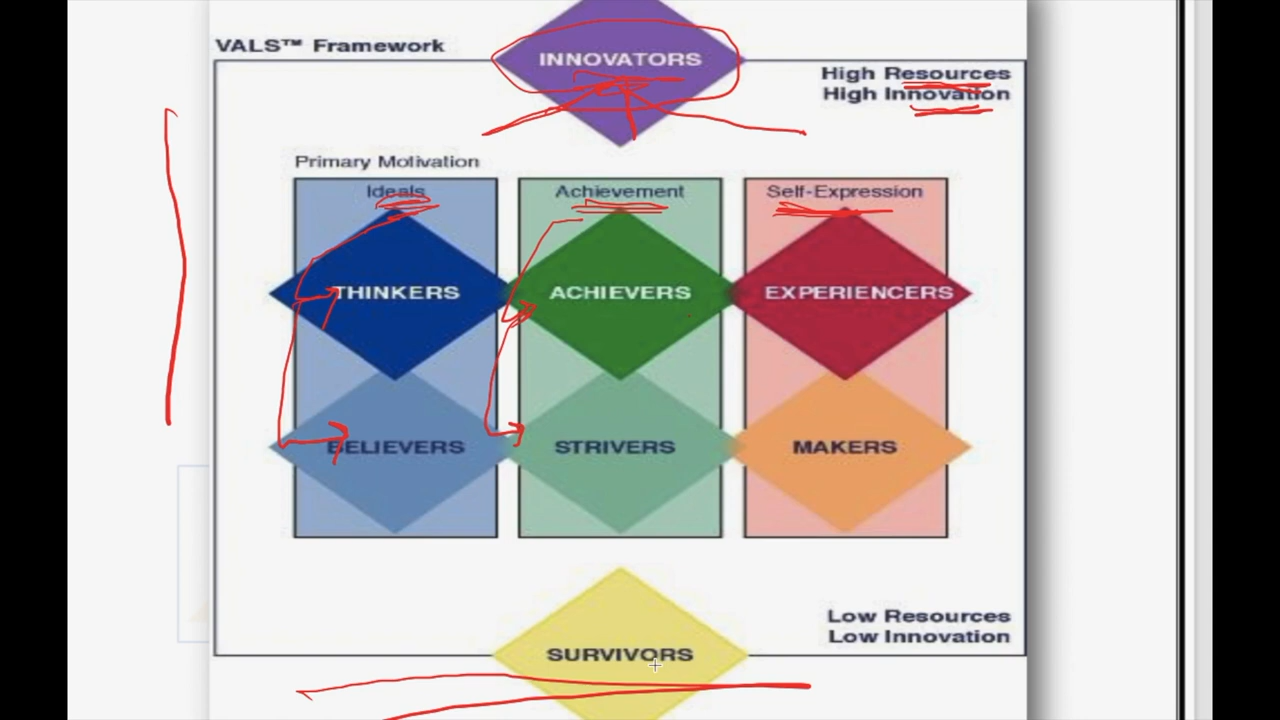 VALS™ Framework
INNOVATORS
High Resources
High Innovation
Primary Motivation
Ideals
Achievement
Self-Expression
THINKERS
ACHIEVERS
EXPERIENCERS
BELIEVERS
STRIVERS
MAKERS
Low Resources
Low Innovation
SURVIVORS